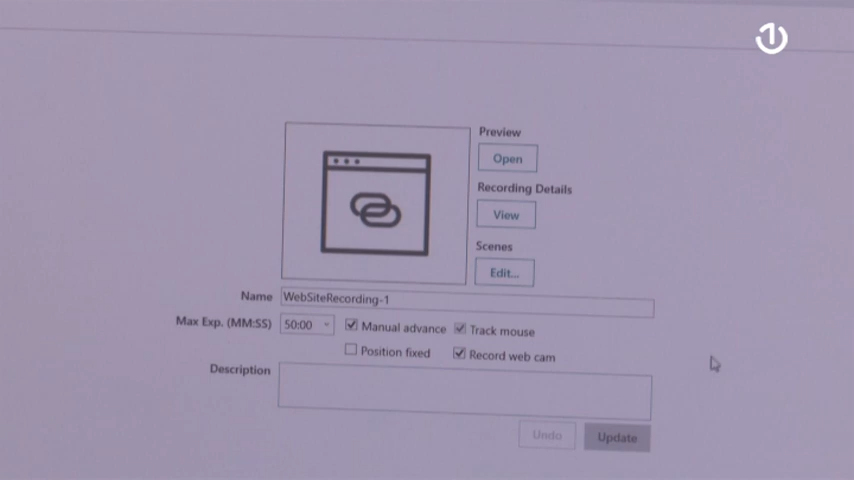 Preview
Open
Recording Details
View
Scenes
Edit...
Name WebSiteRecording-1
Max Exp. (MM:SS) 50:00 Manual advance Track mouse
Position fixed Record web cam
Description
Undo Update